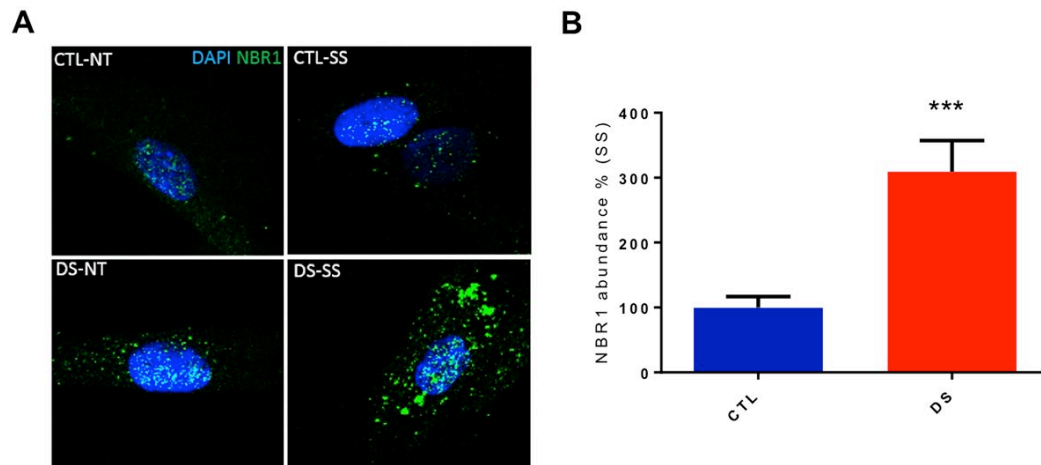 A
CTL-NT
DAPI NBR1
CTL-SS
DS-NT
DS-SS
B
NBR1 abundance % (SS)
400
300
200
100
0
***
CTL
DS